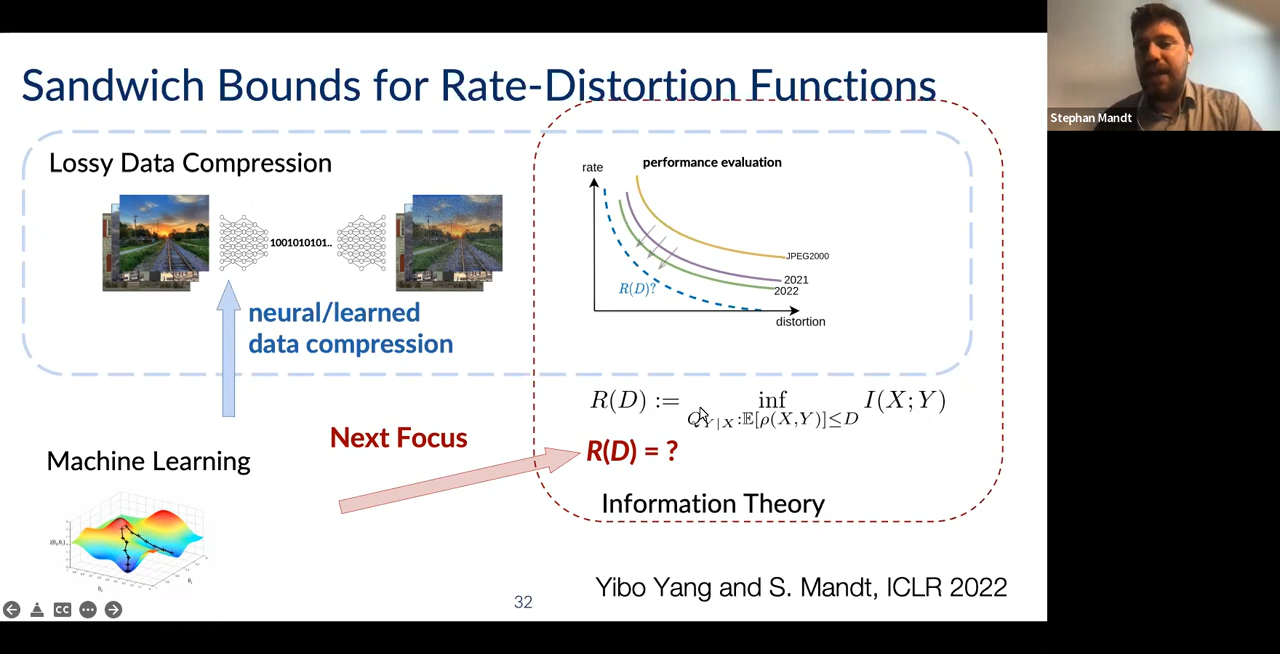 Sandwich Bounds for Rate-Distortion Functions
Stephan Mandt
Lossy Data Compression
1001010101..
neural/learned
data compression
performance evaluation
rate
JPEG2000
2021
2022
R(D)?
distortion
R(D) := inf I(X;Y)
Q_{Y|X}:𝔼[ρ(X,Y)]≤D
Next Focus
R(D) = ?
Machine Learning
Information Theory
Yibo Yang and S. Mandt, ICLR 2022
32
CC